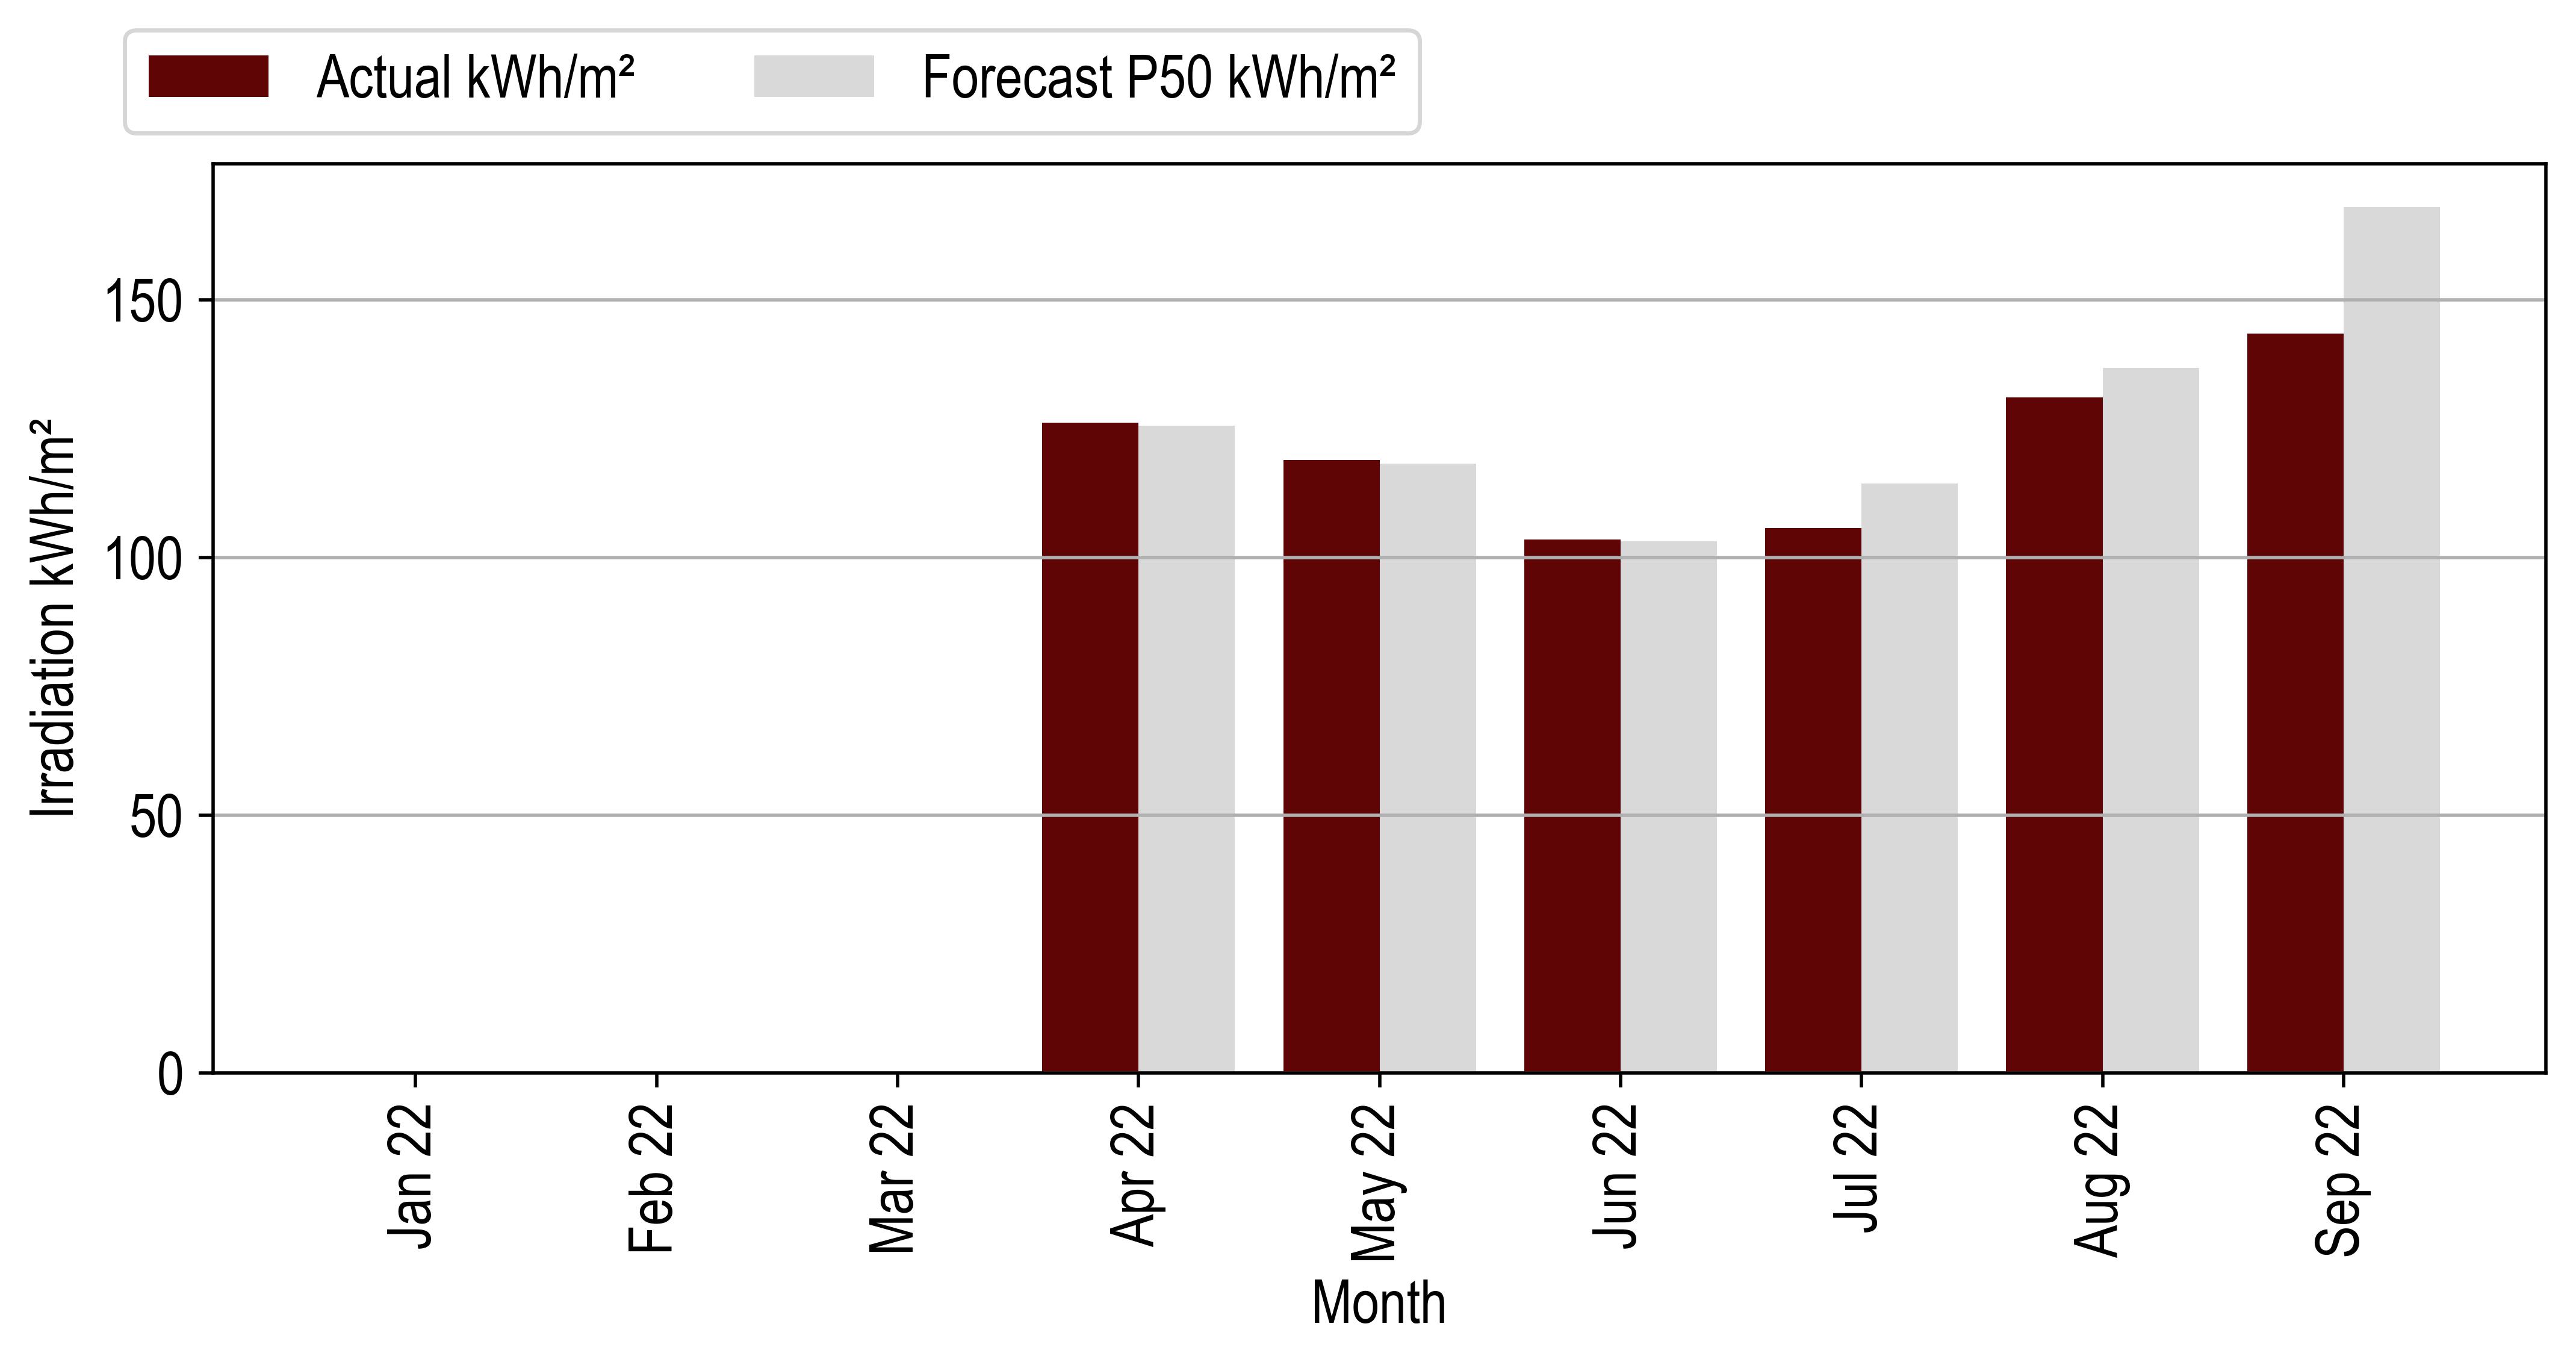 Actual kWh/m² Forecast P50 kWh/m²
Irradiation kWh/m²
150
100
50
0
Jan 22
Feb 22
Mar 22
Apr 22
May 22
Jun 22
Jul 22
Aug 22
Sep 22
Month